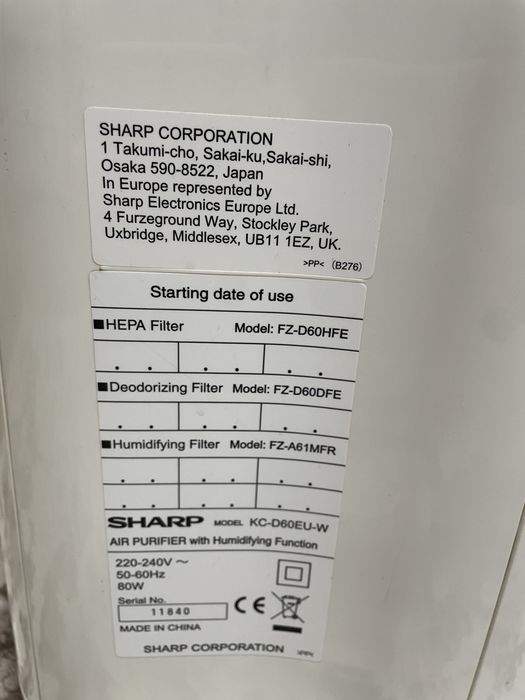 SHARP CORPORATION
1 Takumi-cho, Sakai-ku,Sakai-shi,
Osaka 590-8522, Japan
In Europe represented by
Sharp Electronics Europe Ltd.
4 Furzeground Way, Stockley Park,
Uxbridge, Middlesex, UB11 1EZ, UK.
>PP< (B276)
Starting date of use
■HEPA Filter Model: FZ-D60HFE
. . . . . .
■Deodorizing Filter Model: FZ-D60DFE
. . . . . .
■Humidifying Filter Model: FZ-A61MFR
. . . . . .
. . . . . .
SHARP MODEL KC-D60EU-W
AIR PURIFIER with Humidifying Function
220-240V ~
50-60Hz
80W
Serial No.
11840
CE
MADE IN CHINA
SHARP CORPORATION >PP<